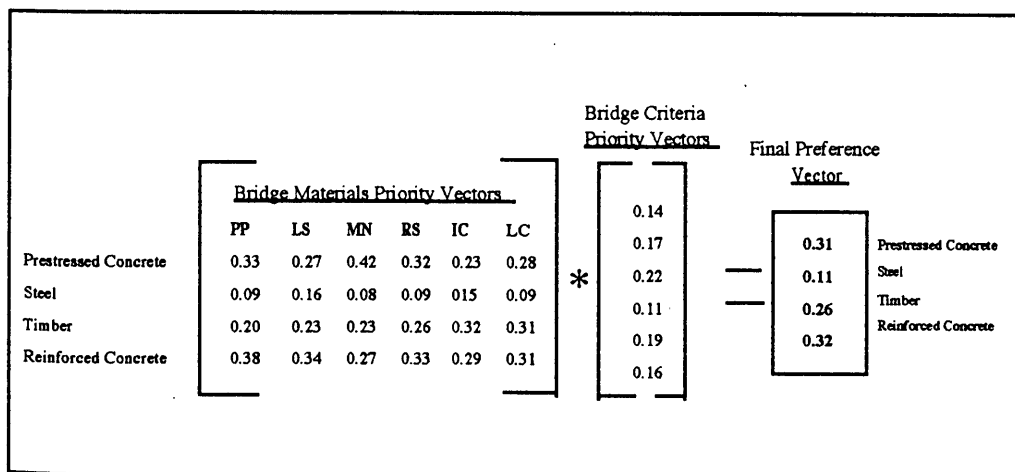 Bridge Criteria
Priority Vectors
Final Preference
Vector
Bridge Materials Priority Vectors
PP LS MN RS IC LC
Prestressed Concrete 0.33 0.27 0.42 0.32 0.23 0.28
Steel 0.09 0.16 0.08 0.09 015 0.09
Timber 0.20 0.23 0.23 0.26 0.32 0.31
Reinforced Concrete 0.38 0.34 0.27 0.33 0.29 0.31
*
0.14
0.17
0.22
0.11
0.19
0.16
=
0.31 Prestressed Concrete
0.11 Steel
0.26 Timber
0.32 Reinforced Concrete